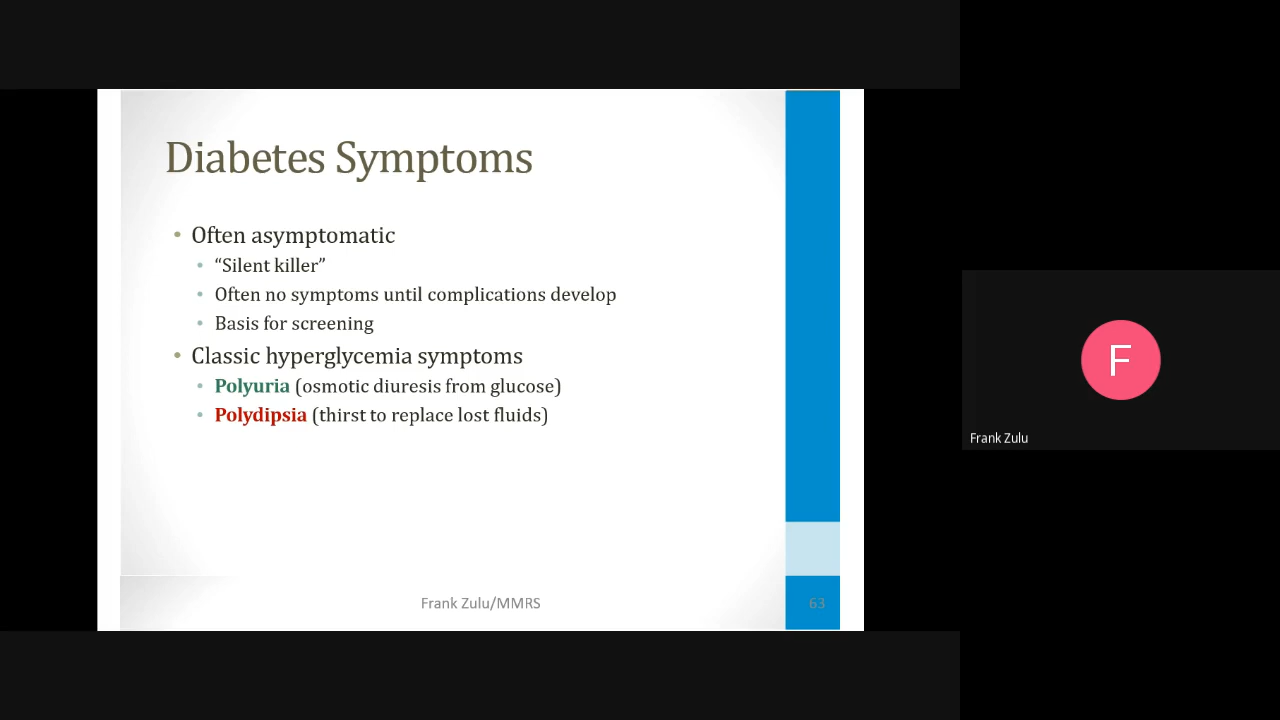 Diabetes Symptoms
• Often asymptomatic
• “Silent killer”
• Often no symptoms until complications develop
• Basis for screening
• Classic hyperglycemia symptoms
• Polyuria (osmotic diuresis from glucose)
• Polydipsia (thirst to replace lost fluids)
Frank Zulu/MMRS
63
F
Frank Zulu